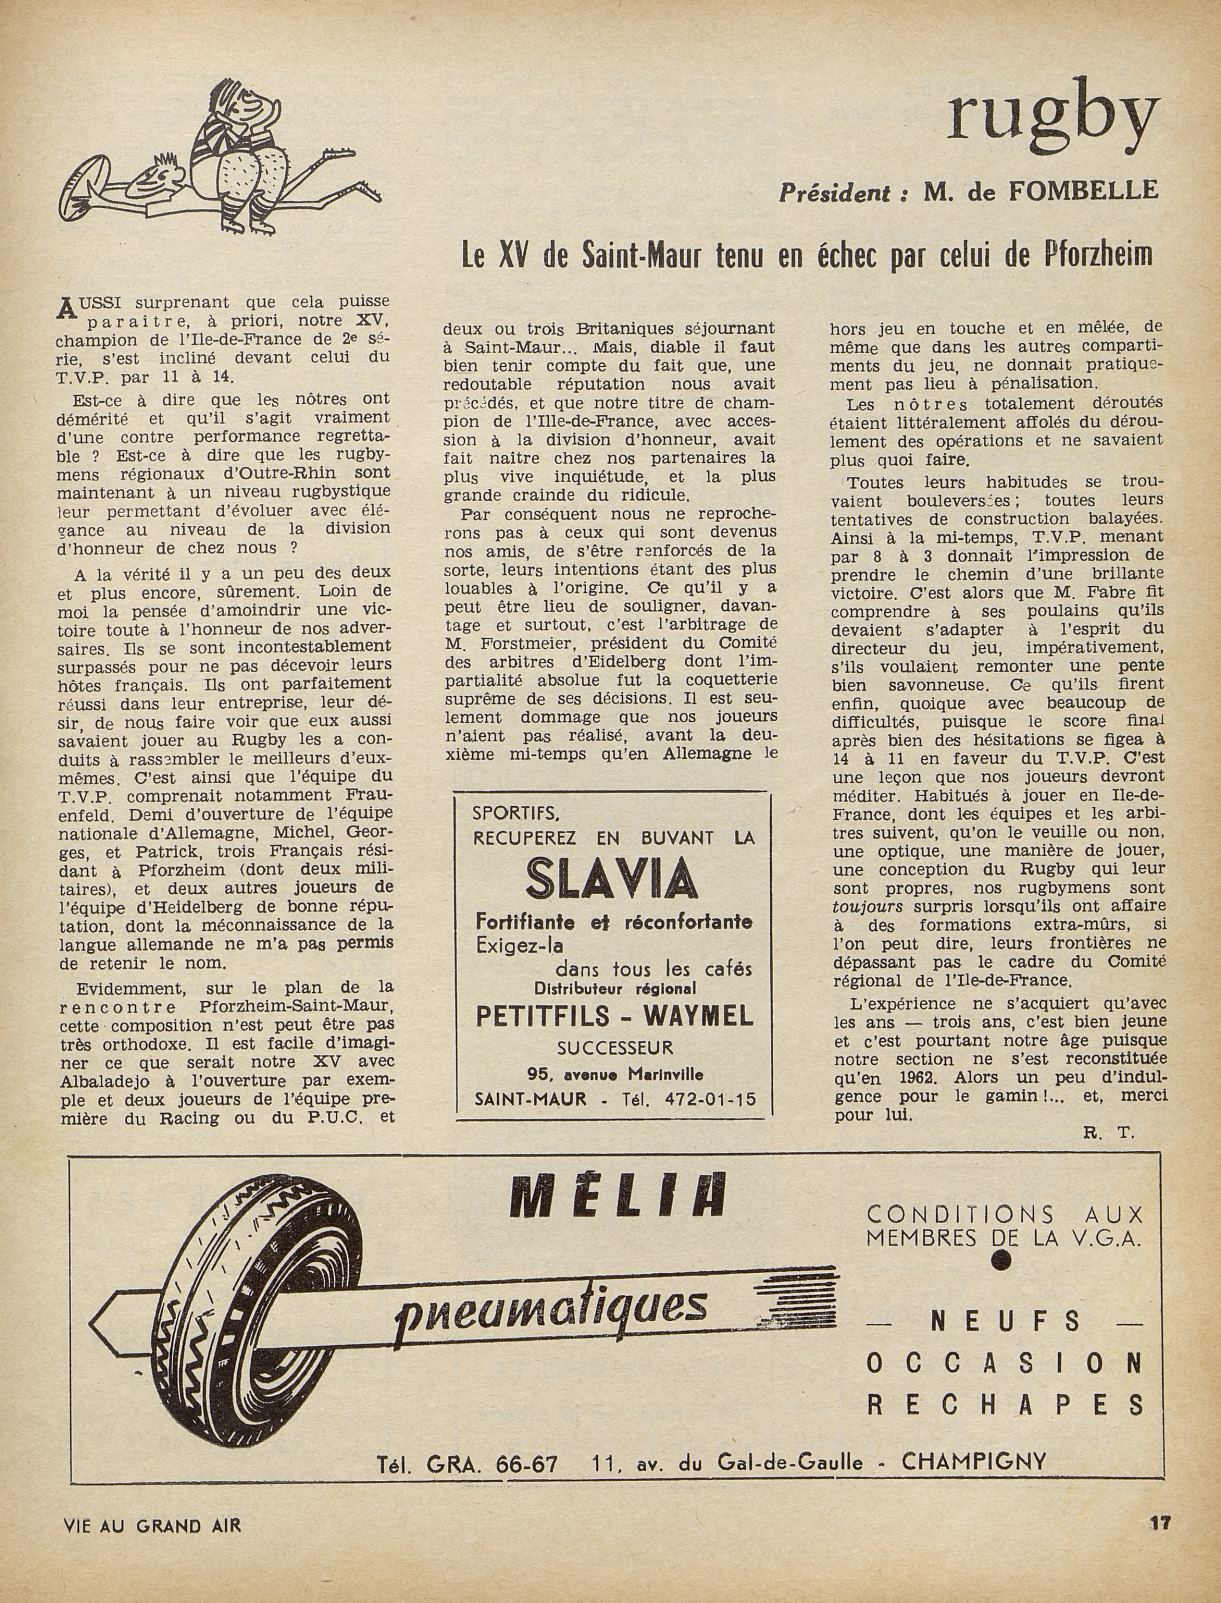 rugby
Président : M. de FOMBELLE
Le XV de Saint-Maur tenu en échec par celui de Pforzheim
AUSSI surprenant que cela puisse
paraitre, à priori, notre XV,
champion de l'Ile-de-France de 2e sé-
rie, s'est incliné devant celui du
T.V.P. par 11 à 14.
Est-ce à dire que les nôtres ont
démérité et qu'il s'agit vraiment
d'une contre performance regretta-
ble ? Est-ce à dire que les rugby-
mens régionaux d'Outre-Rhin sont
maintenant à un niveau rugbystique
leur permettant d'évoluer avec élé-
gance au niveau de la division
d'honneur de chez nous ?
A la vérité il y a un peu des deux
et plus encore, sûrement. Loin de
moi la pensée d'amoindrir une vic-
toire toute à l'honneur de nos adver-
saires. Ils se sont incontestablement
surpassés pour ne pas décevoir leurs
hôtes français. Ils ont parfaitement
réussi dans leur entreprise, leur dé-
sir, de nous faire voir que eux aussi
savaient jouer au Rugby les a con-
duits à rassembler le meilleurs d'eux-
mêmes. C'est ainsi que l'équipe du
T.V.P. comprenait notamment Frau-
enfeld. Demi d'ouverture de l'équipe
nationale d'Allemagne, Michel, Geor-
ges, et Patrick, trois Français rési-
dant à Pforzheim (dont deux mili-
taires), et deux autres joueurs de
l'équipe d'Heidelberg de bonne répu-
tation, dont la méconnaissance de la
langue allemande ne m'a pas permis
de retenir le nom.
Evidemment, sur le plan de la
rencontre Pforzheim-Saint-Maur,
cette composition n'est peut être pas
très orthodoxe. Il est facile d'imagi-
ner ce que serait notre XV avec
Albaladejo à l'ouverture par exem-
ple et deux joueurs de l'équipe pre-
mière du Racing ou du P.U.C. et
deux ou trois Britaniques séjournant
à Saint-Maur... Mais, diable il faut
bien tenir compte du fait que, une
redoutable réputation nous avait
précédés, et que notre titre de cham-
pion de l'Ille-de-France, avec acces-
sion à la division d'honneur, avait
fait naitre chez nos partenaires la
plus vive inquiétude, et la plus
grande crainde du ridicule.
Par conséquent nous ne reproche-
rons pas à ceux qui sont devenus
nos amis, de s'être renforcés de la
sorte, leurs intentions étant des plus
louables à l'origine. Ce qu'il y a
peut être lieu de souligner, davan-
tage et surtout, c'est l'arbitrage de
M. Forstmeier, président du Comité
des arbitres d'Eidelberg dont l'im-
partialité absolue fut la coquetterie
suprême de ses décisions. Il est seu-
lement dommage que nos joueurs
n'aient pas réalisé, avant la deu-
xième mi-temps qu'en Allemagne le
hors jeu en touche et en mêlée, de
même que dans les autres comparti-
ments du jeu, ne donnait pratique-
ment pas lieu à pénalisation.
Les nôtres totalement déroutés
étaient littéralement affolés du dérou-
lement des opérations et ne savaient
plus quoi faire.
Toutes leurs habitudes se trou-
vaient bouleversées ; toutes leurs
tentatives de construction balayées.
Ainsi à la mi-temps, T.V.P. menant
par 8 à 3 donnait l'impression de
prendre le chemin d'une brillante
victoire. C'est alors que M. Fabre fit
comprendre à ses poulains qu'ils
devaient s'adapter à l'esprit du
directeur du jeu, impérativement,
s'ils voulaient remonter une pente
bien savonneuse. Ce qu'ils firent
enfin, quoique avec beaucoup de
difficultés, puisque le score final
après bien des hésitations se figea à
14 à 11 en faveur du T.V.P. C'est
une leçon que nos joueurs devront
méditer. Habitués à jouer en Ile-de-
France, dont les équipes et les arbi-
tres suivent, qu'on le veuille ou non,
une optique, une manière de jouer,
une conception du Rugby qui leur
sont propres, nos rugbymens sont
toujours surpris lorsqu'ils ont affaire
à des formations extra-mûrs, si
l'on peut dire, leurs frontières ne
dépassant pas le cadre du Comité
régional de l'Ile-de-France.
L'expérience ne s'acquiert qu'avec
les ans — trois ans, c'est bien jeune
et c'est pourtant notre âge puisque
notre section ne s'est reconstituée
qu'en 1962. Alors un peu d'indul-
gence pour le gamin !... et, merci
pour lui.
R. T.
SPORTIFS,
RECUPEREZ EN BUVANT LA
SLAVIA
Fortifiante et réconfortante
Exigez-la
dans tous les cafés
Distributeur régional
PETITFILS - WAYMEL
SUCCESSEUR
95, avenue Marinville
SAINT-MAUR - Tél. 472-01-15
MÉLIA
pneumatiques
CONDITIONS AUX
MEMBRES DE LA V.G.A.
— NEUFS —
OCCASION
RECHAPES
Tél. GRA. 66-67 11, av. du Gal-de-Gaulle - CHAMPIGNY
VIE AU GRAND AIR
17